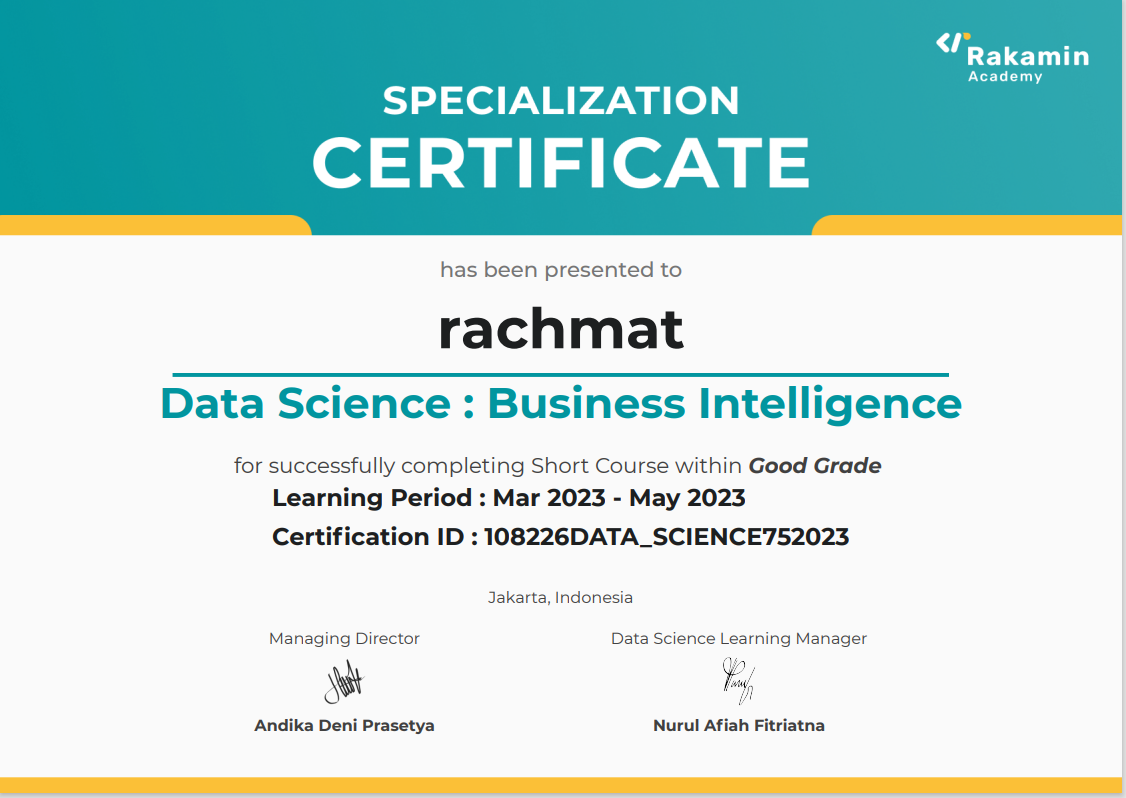 Rakamin
Academy
SPECIALIZATION
CERTIFICATE
has been presented to
rachmat
Data Science : Business Intelligence
for successfully completing Short Course within Good Grade
Learning Period : Mar 2023 - May 2023
Certification ID : 108226DATA_SCIENCE752023
Jakarta, Indonesia
Managing Director
Data Science Learning Manager
Andika Deni Prasetya
Nurul Afiah Fitriatna